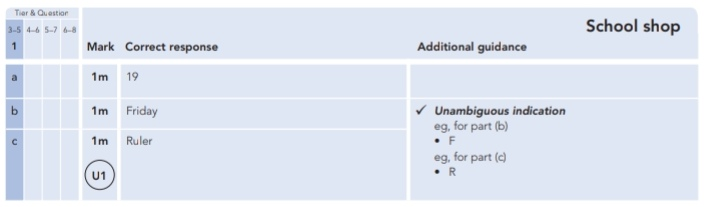 Tier & Question
School shop
3–5 4–6 5–7 6–8
1 Mark Correct response Additional guidance
a 1m 19
b 1m Friday ✓ Unambiguous indication
eg, for part (b)
• F
c 1m Ruler
eg, for part (c)
• R
U1